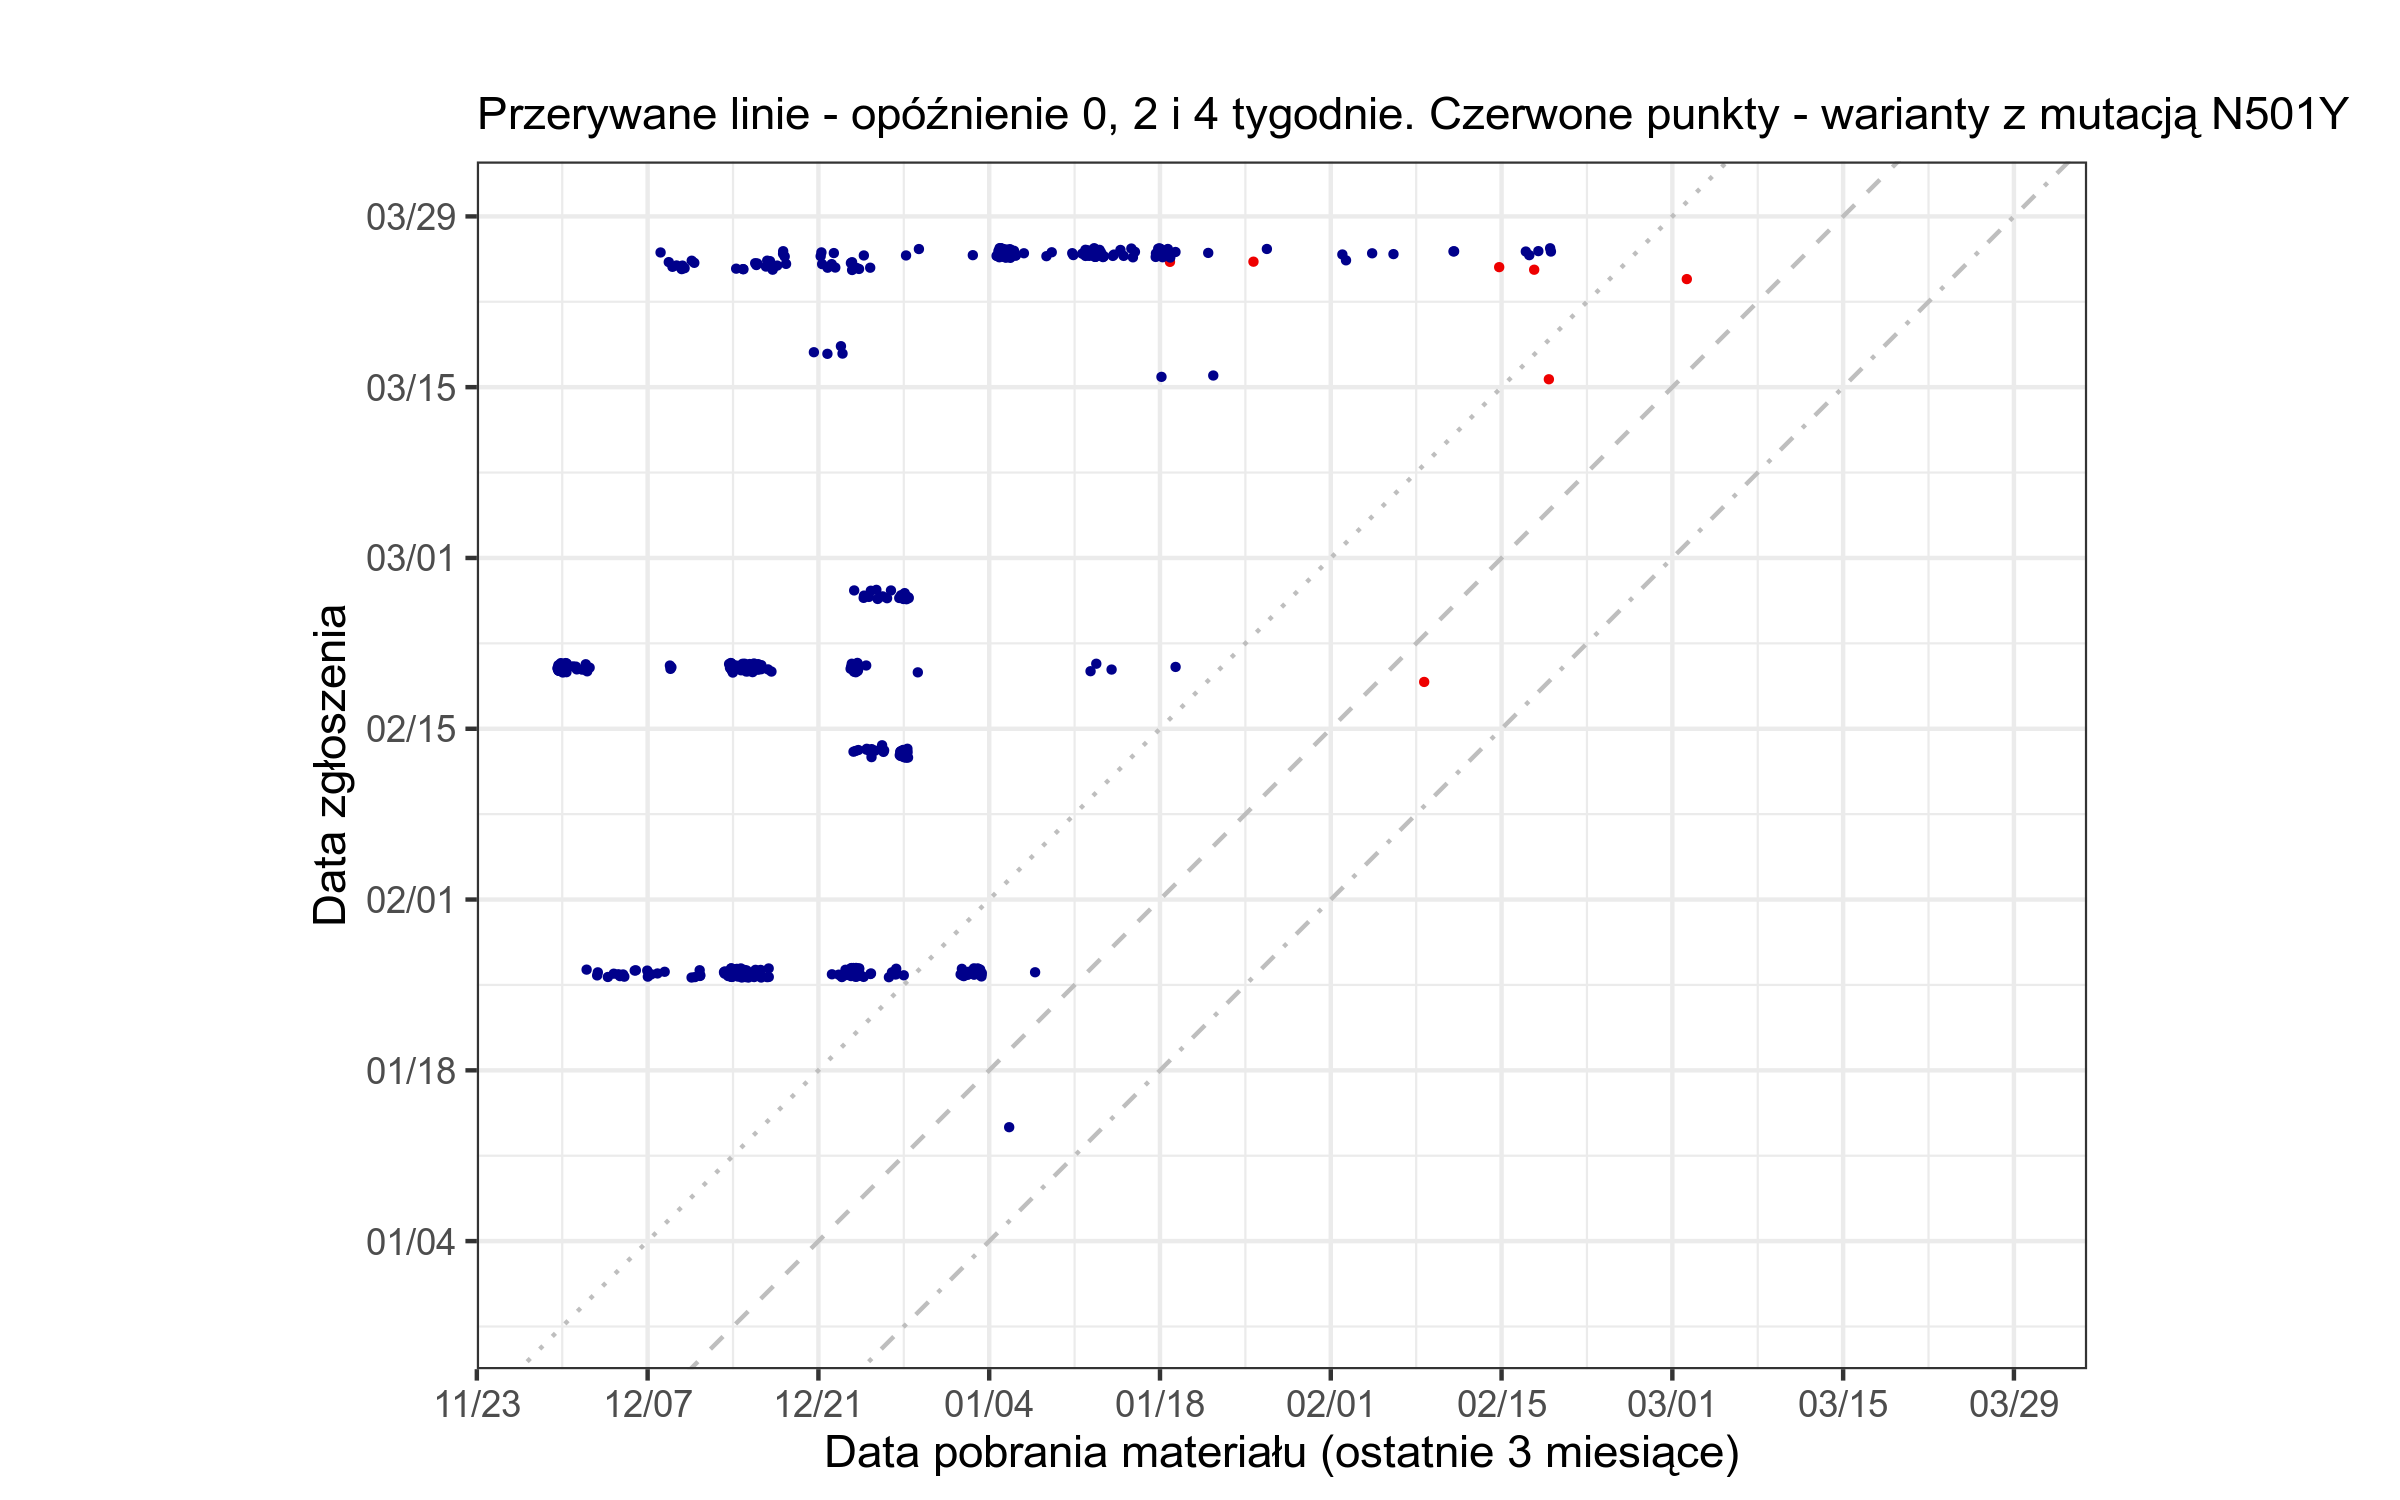 Przerywane linie - opóźnienie 0, 2 i 4 tygodnie. Czerwone punkty - warianty z mutacją N501Y
Data zgłoszenia
03/29
03/15
03/01
02/15
02/01
01/18
01/04
11/23 12/07 12/21 01/04 01/18 02/01 02/15 03/01 03/15 03/29
Data pobrania materiału (ostatnie 3 miesiące)